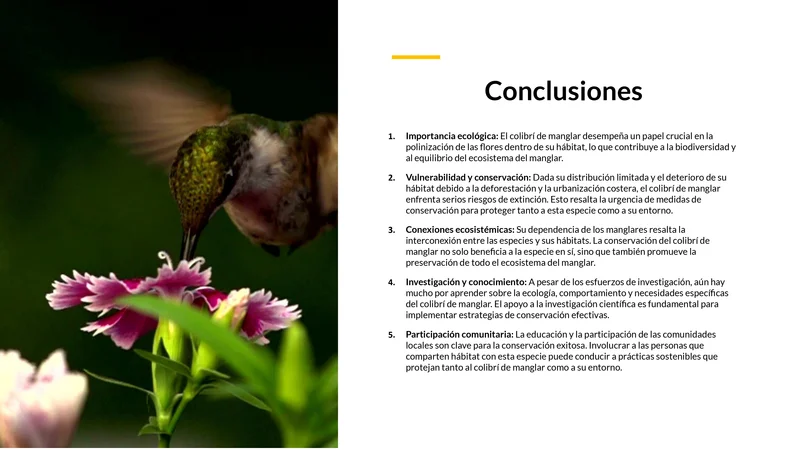 Conclusiones
1. Importancia ecológica: El colibrí de manglar desempeña un papel crucial en la
polinización de las flores dentro de su hábitat, lo que contribuye a la biodiversidad y
al equilibrio del ecosistema del manglar.
2. Vulnerabilidad y conservación: Dada su distribución limitada y el deterioro de su
hábitat debido a la deforestación y la urbanización costera, el colibrí de manglar
enfrenta serios riesgos de extinción. Esto resalta la urgencia de medidas de
conservación para proteger tanto a esta especie como a su entorno.
3. Conexiones ecosistémicas: Su dependencia de los manglares resalta la
interconexión entre las especies y sus hábitats. La conservación del colibrí de
manglar no solo beneficia a la especie en sí, sino que también promueve la
preservación de todo el ecosistema del manglar.
4. Investigación y conocimiento: A pesar de los esfuerzos de investigación, aún hay
mucho por aprender sobre la ecología, comportamiento y necesidades específicas
del colibrí de manglar. El apoyo a la investigación científica es fundamental para
implementar estrategias de conservación efectivas.
5. Participación comunitaria: La educación y la participación de las comunidades
locales son clave para la conservación exitosa. Involucrar a las personas que
comparten hábitat con esta especie puede conducir a prácticas sostenibles que
protejan tanto al colibrí de manglar como a su entorno.